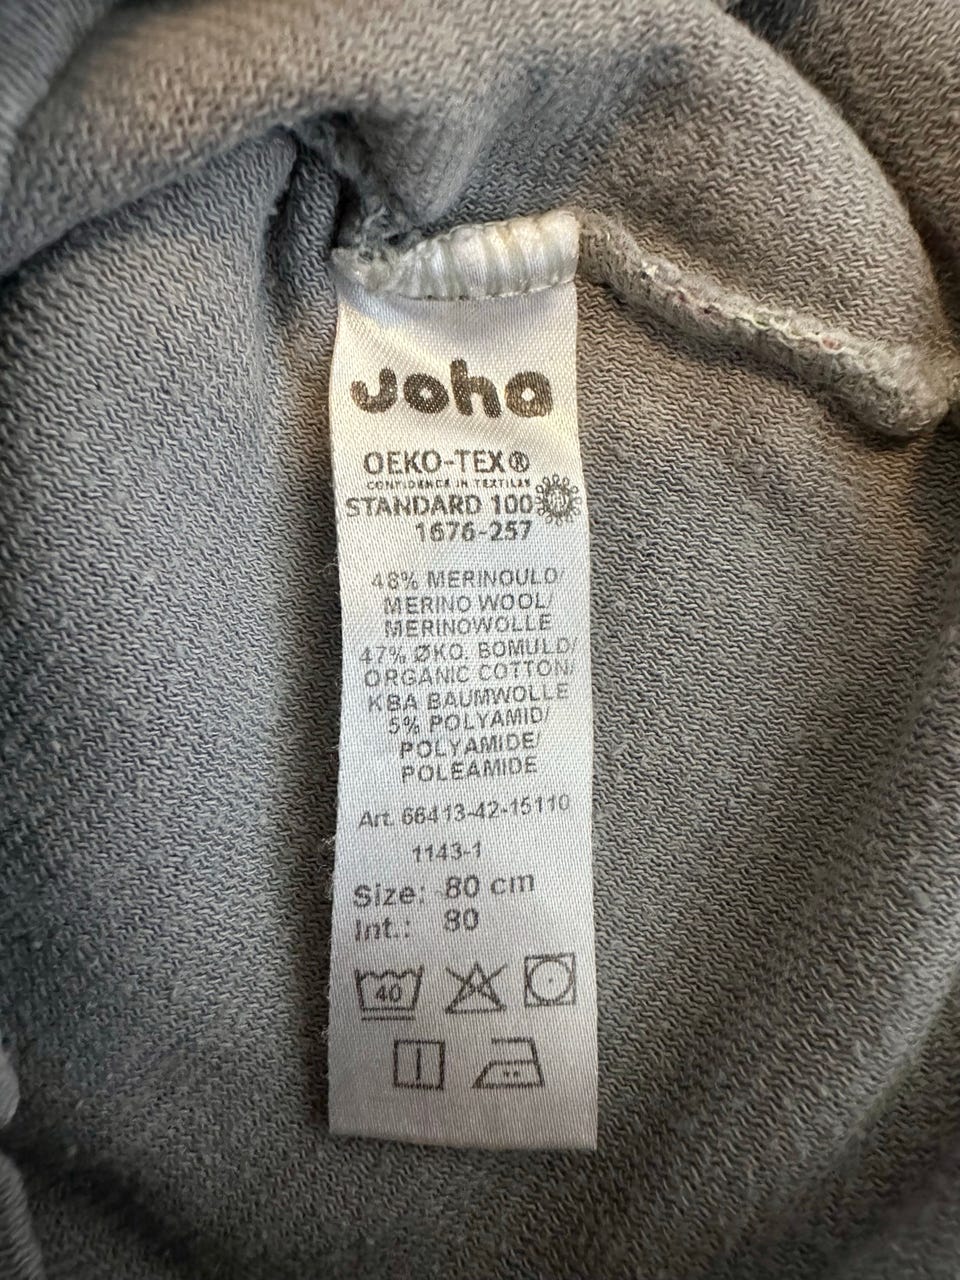 Joha
OEKO-TEX®
CONFIDENCE IN TEXTILES
STANDARD 100
1676-257
48% MERINOULD/
MERINO WOOL/
MERINOWOLLE
47% ØKO. BOMULD/
ORGANIC COTTON/
KBA BAUMWOLLE
5% POLYAMID/
POLYAMIDE/
POLEAMIDE
Art. 66413-42-15110
1143-1
Size: 80 cm
Int.: 80
40